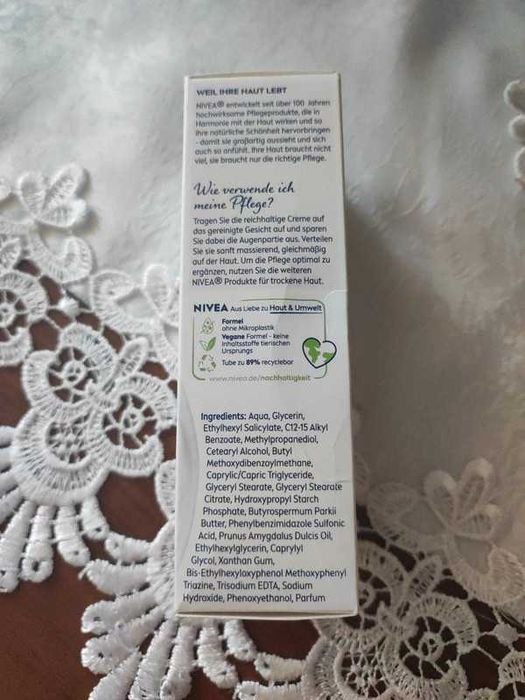 WEIL IHRE HAUT LEBT
NIVEA® entwickelt seit über 100 Jahren
hochwirksame Pflegeprodukte, die in
Harmonie mit der Haut wirken und so
ihre natürliche Schönheit hervorbringen
- damit sie großartig aussieht und sich
auch so anfühlt. Ihre Haut braucht nicht
viel, sie braucht nur die richtige Pflege.
Wie verwende ich
meine Pflege?
Tragen Sie die reichhaltige Creme auf
das gereinigte Gesicht auf und sparen
Sie dabei die Augenpartie aus. Verteilen
Sie sie sanft massierend, gleichmäßig
auf der Haut. Um die Pflege optimal zu
ergänzen, nutzen Sie die weiteren
NIVEA® Produkte für trockene Haut.
NIVEA Aus Liebe zu Haut & Umwelt
Formel
ohne Mikroplastik
Vegane Formel - keine
Inhaltsstoffe tierischen
Ursprungs
Tube zu 89% recyclebar
www.nivea.de/nachhaltigkeit
Ingredients: Aqua, Glycerin,
Ethylhexyl Salicylate, C12-15 Alkyl
Benzoate, Methylpropanediol,
Cetearyl Alcohol, Butyl
Methoxydibenzoylmethane,
Caprylic/Capric Triglyceride,
Glyceryl Stearate, Glyceryl Stearate
Citrate, Hydroxypropyl Starch
Phosphate, Butyrospermum Parkii
Butter, Phenylbenzimidazole Sulfonic
Acid, Prunus Amygdalus Dulcis Oil,
Ethylhexylglycerin, Caprylyl
Glycol, Xanthan Gum,
Bis-Ethylhexyloxyphenol Methoxyphenyl
Triazine, Trisodium EDTA, Sodium
Hydroxide, Phenoxyethanol, Parfum